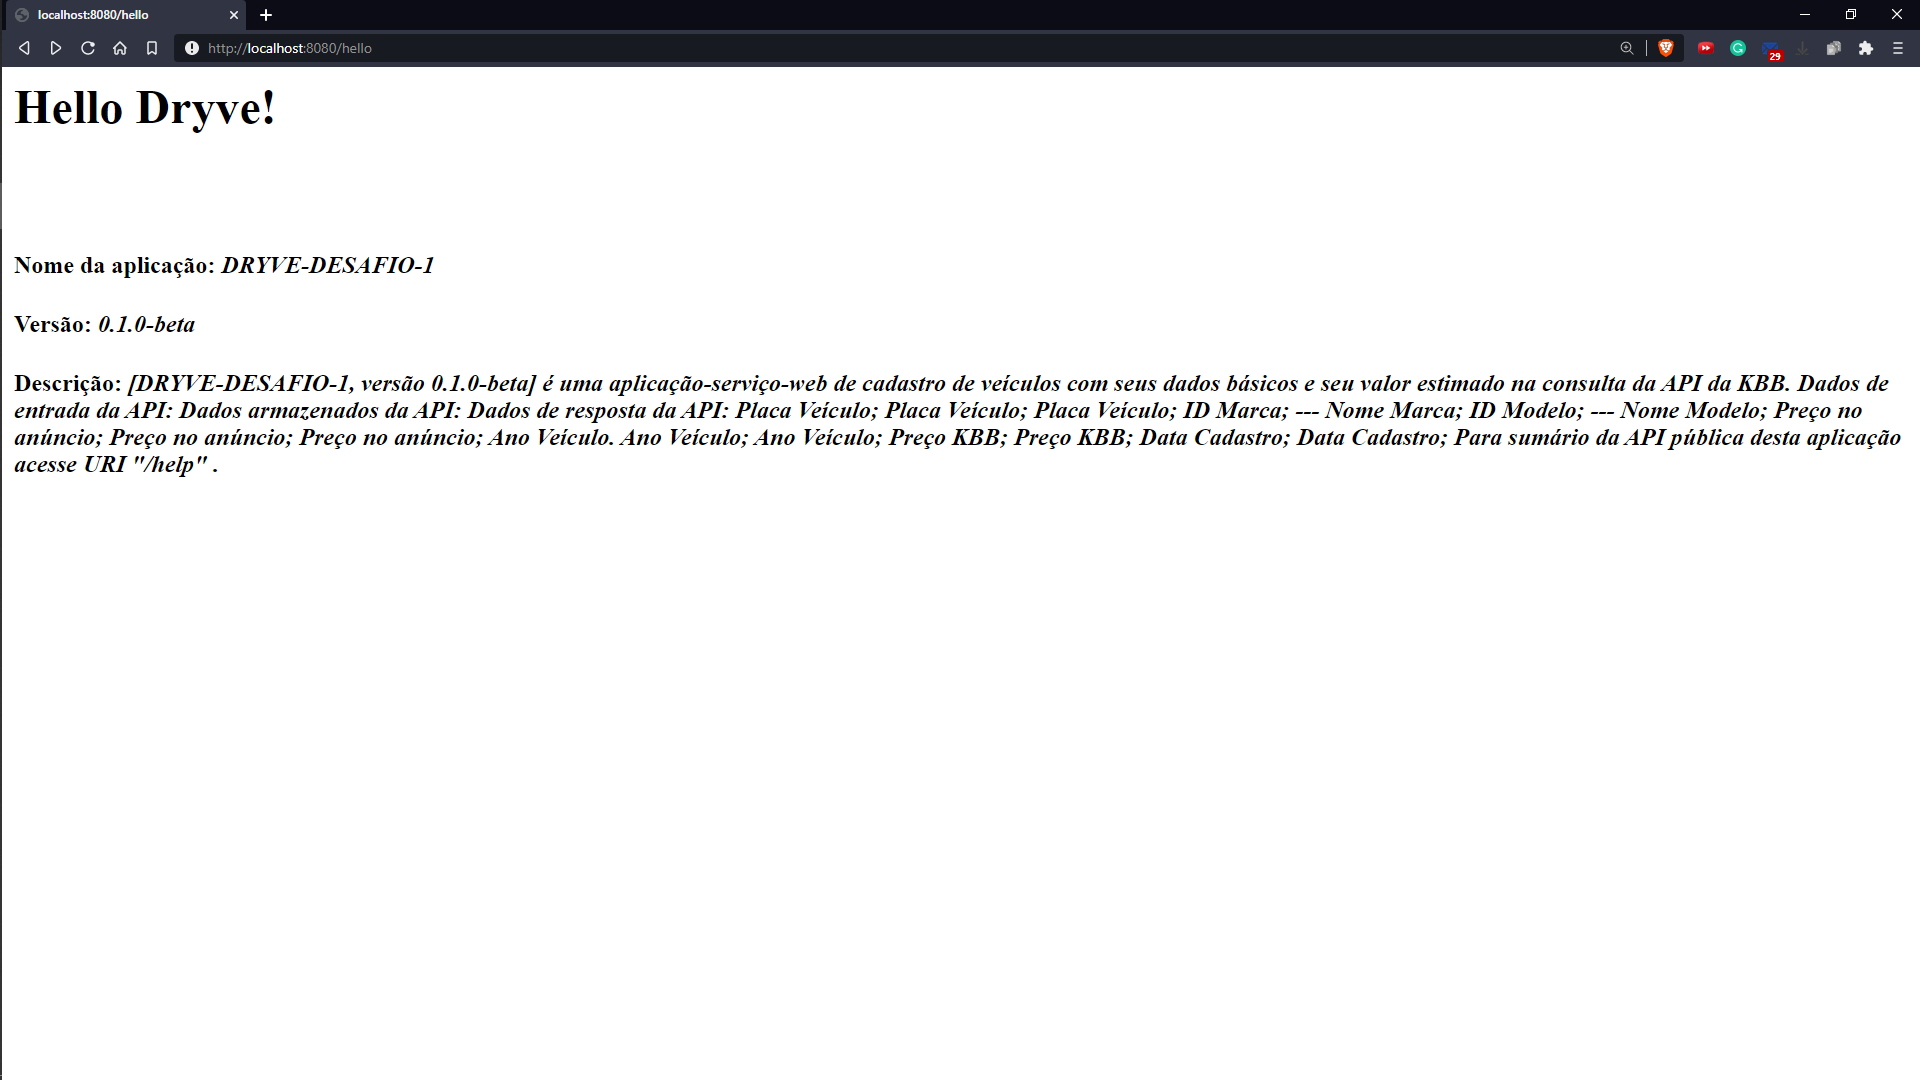 localhost:8080/hello
http://localhost:8080/hello
29
Hello Dryve!
Nome da aplicação: DRYVE-DESAFIO-1
Versão: 0.1.0-beta
Descrição: [DRYVE-DESAFIO-1, versão 0.1.0-beta] é uma aplicação-serviço-web de cadastro de veículos com seus dados básicos e seu valor estimado na consulta da API da KBB. Dados de
entrada da API: Dados armazenados da API: Dados de resposta da API: Placa Veículo; Placa Veículo; Placa Veículo; ID Marca; --- Nome Marca; ID Modelo; --- Nome Modelo; Preço no
anúncio; Preço no anúncio; Preço no anúncio; Ano Veículo. Ano Veículo; Ano Veículo; Preço KBB; Preço KBB; Data Cadastro; Data Cadastro; Para sumário da API pública desta aplicação
acesse URI "/help" .